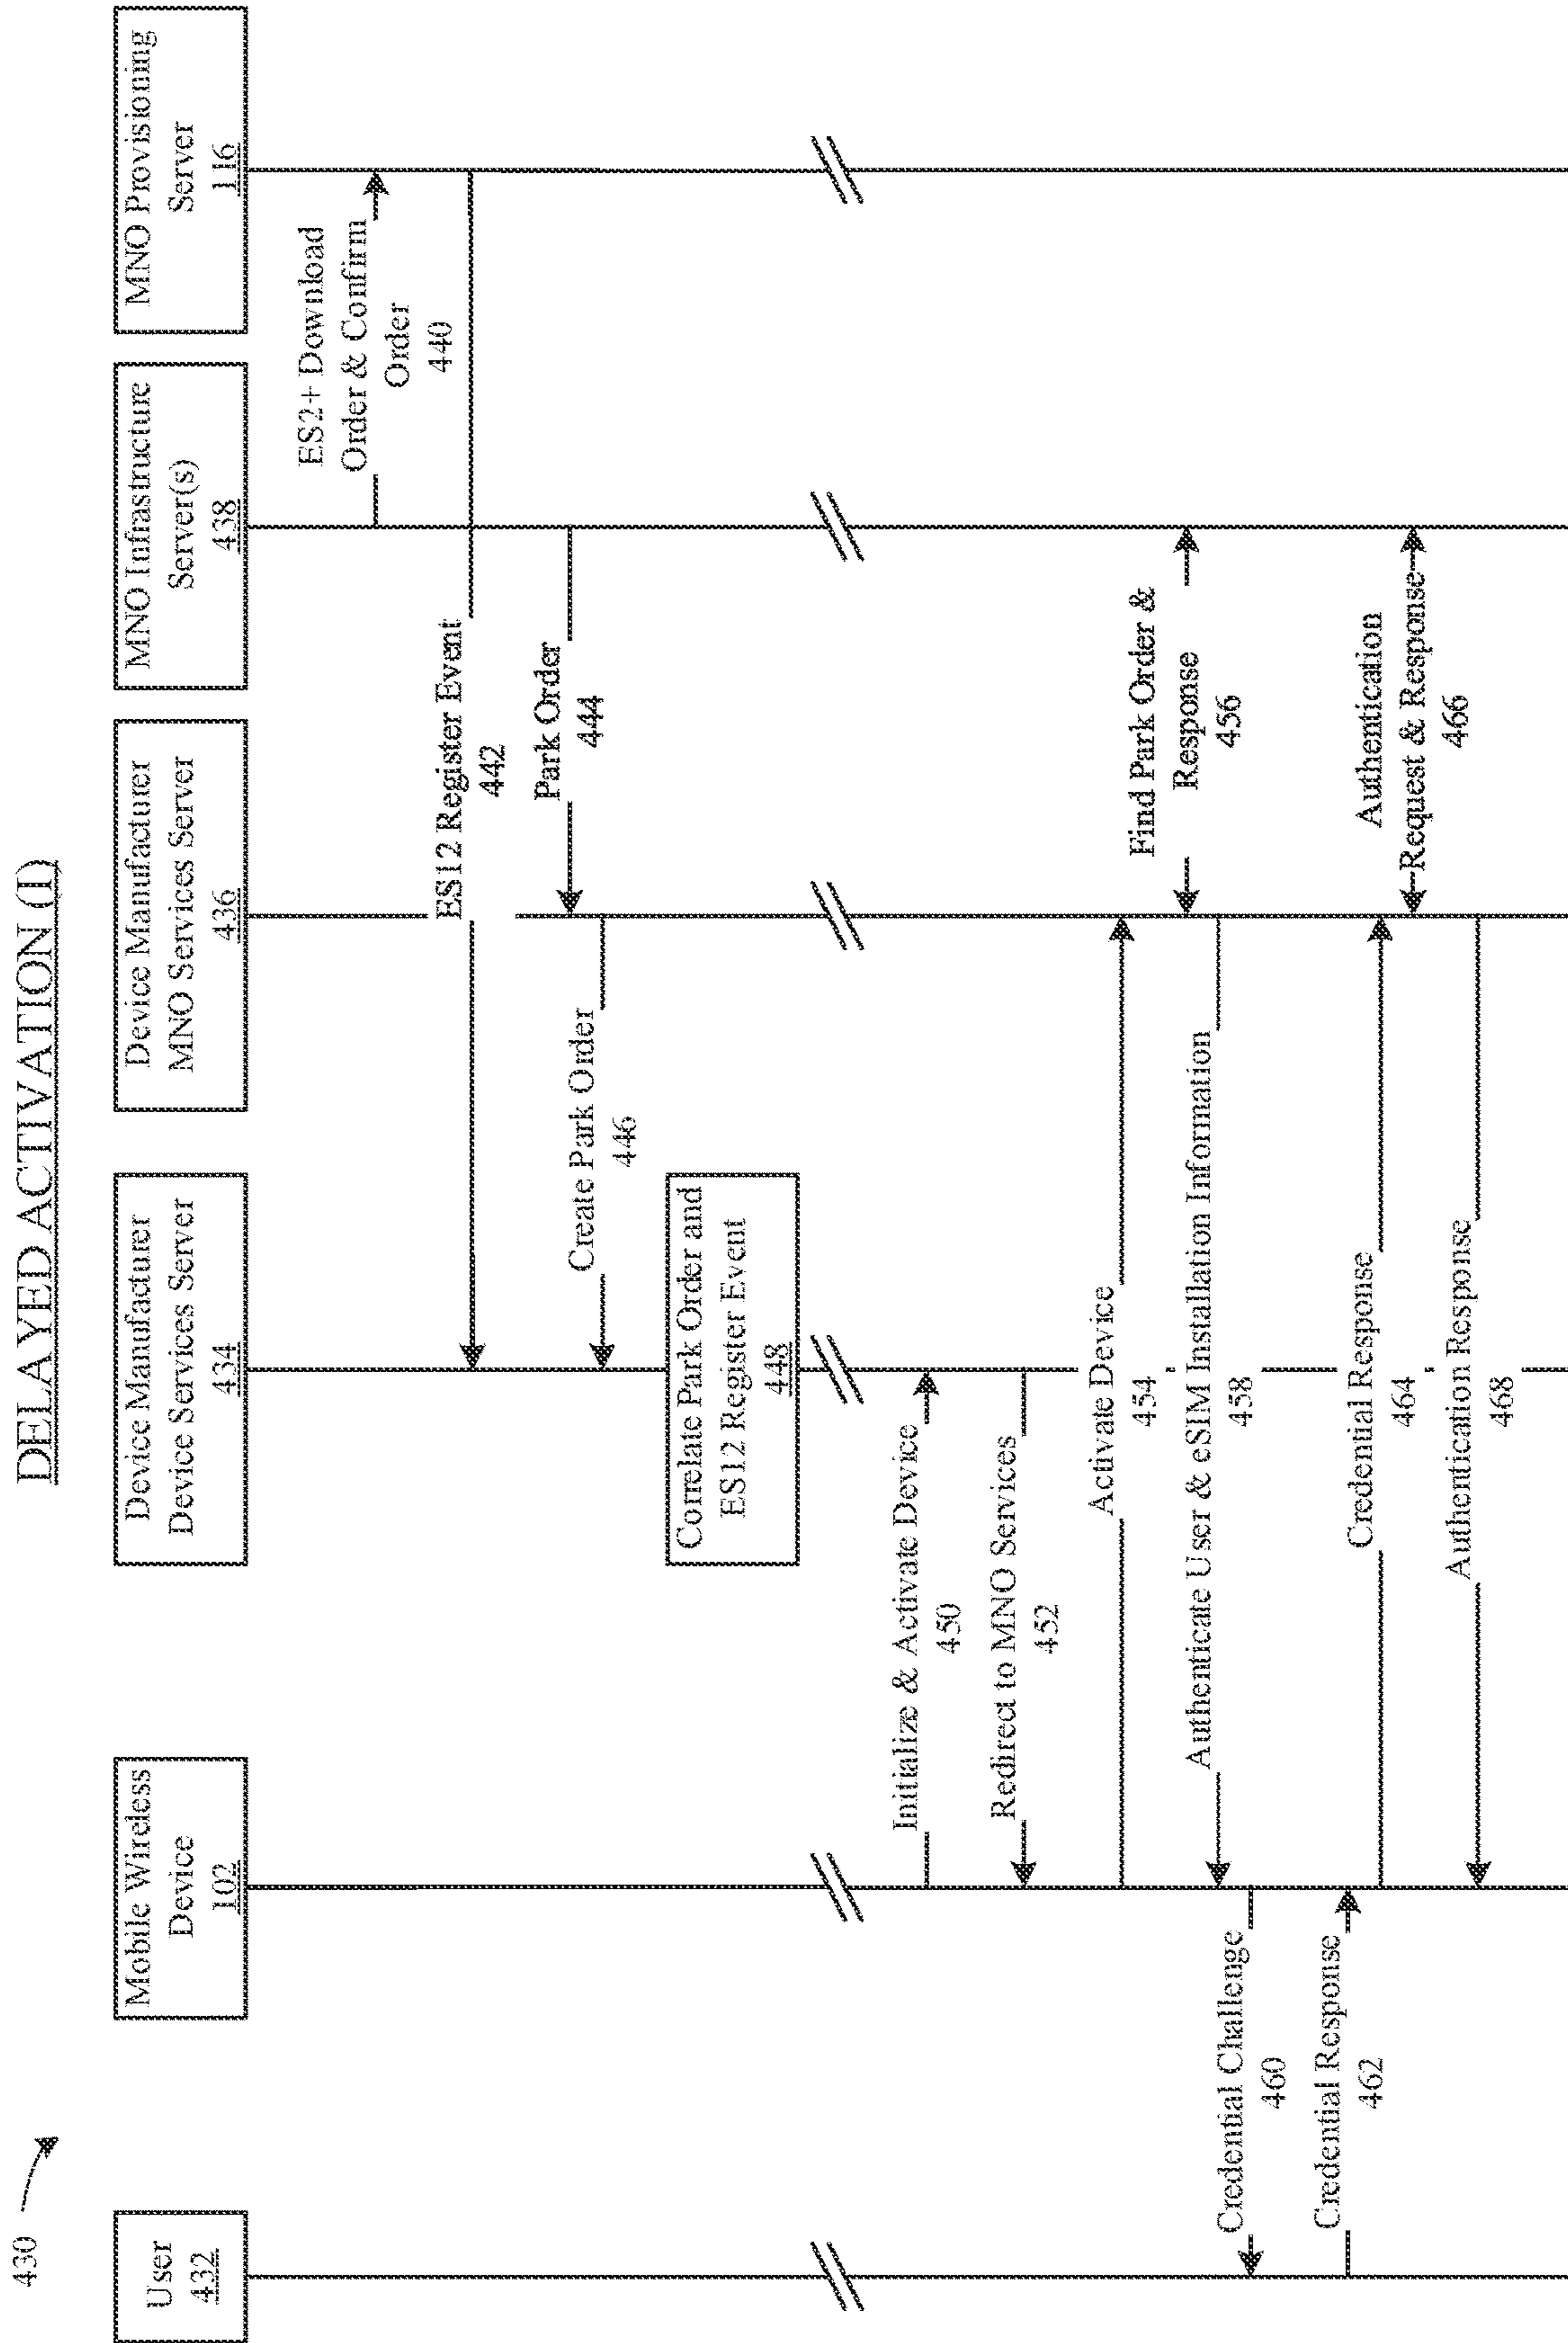 DELAYED ACTIVATION (I)
430
User
432
Mobile Wireless
Device
102
Device Manufacturer
Device Services Server
434
Device Manufacturer
MNO Services Server
436
MNO Infrastructure
Server(s)
438
MNO Provisioning
Server
116
ES2+ Download
Order & Confirm
Order
440
ES12 Register Event
442
Park Order
444
Create Park Order
446
Correlate Park Order and
ES12 Register Event
448
Initialize & Activate Device
450
Redirect to MNO Services
452
Activate Device
454
Find Park Order &
Response
456
Authenticate User & eSIM Installation Information
458
Credential Challenge
460
Credential Response
462
Credential Response
464
Authentication
Request & Response
466
Authentication Response
468